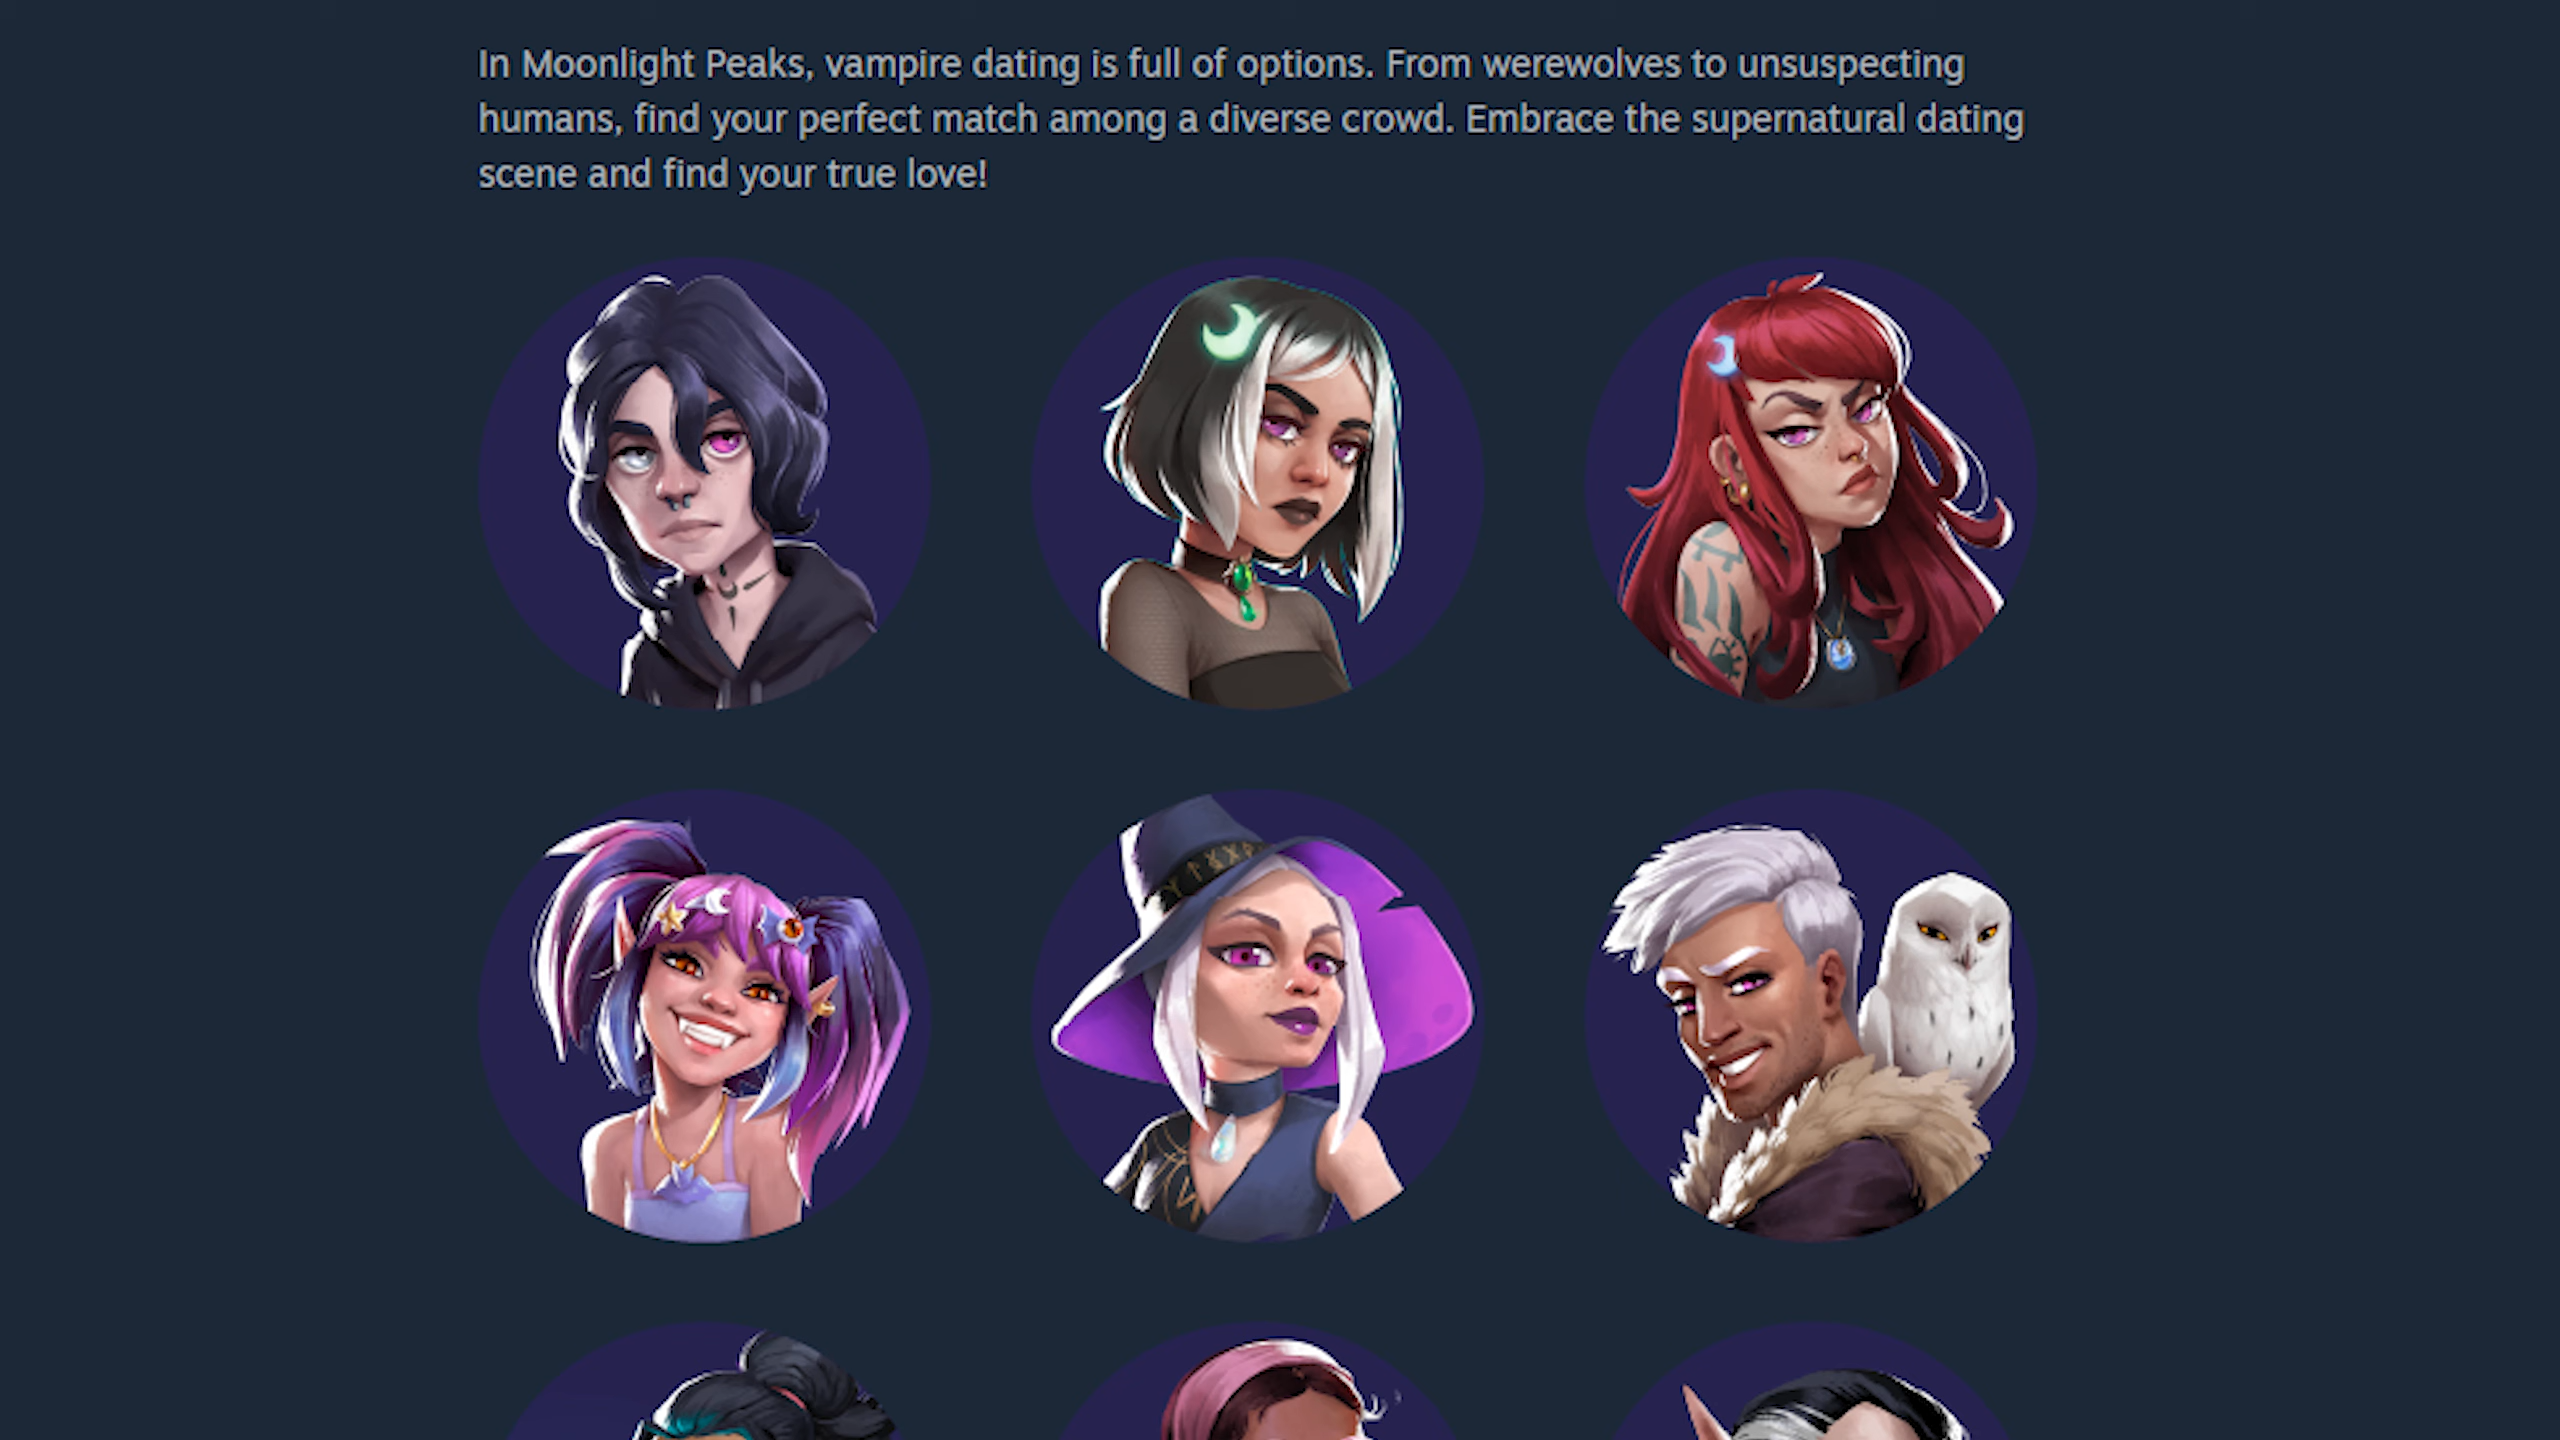 In Moonlight Peaks, vampire dating is full of options. From werewolves to unsuspecting
humans, find your perfect match among a diverse crowd. Embrace the supernatural dating
scene and find your true love!